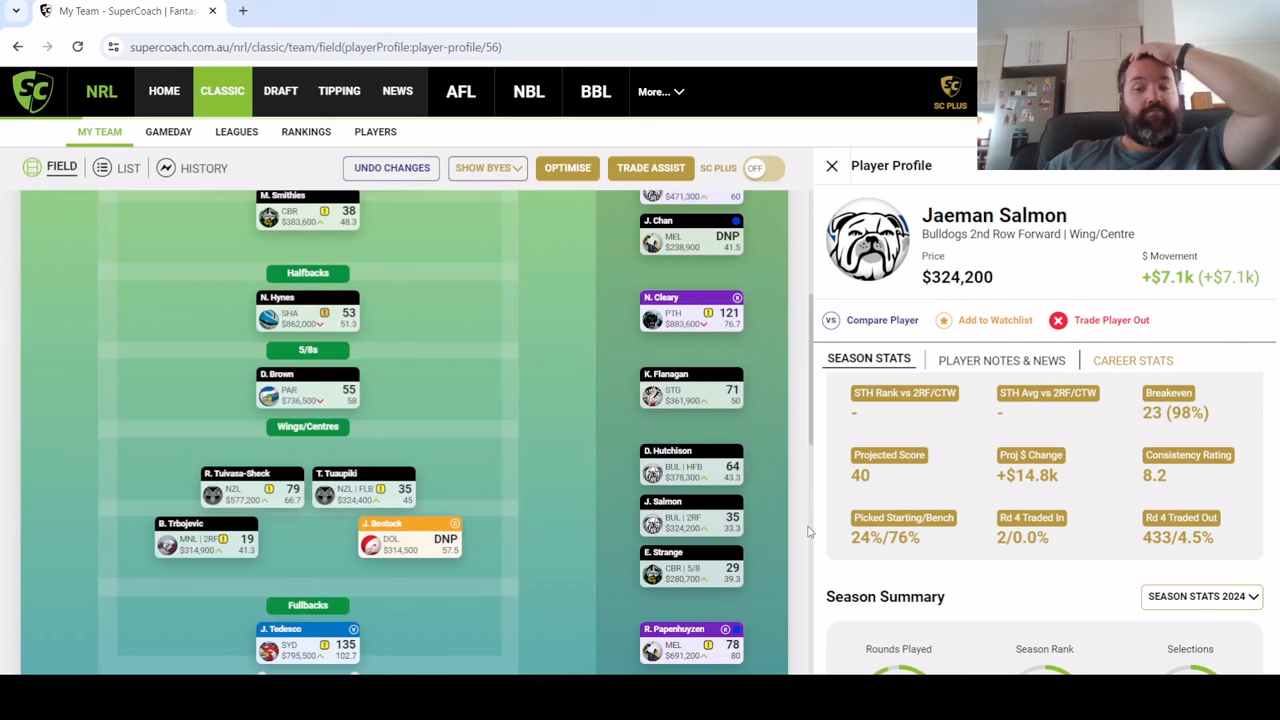 My Team - SuperCoach | Fantas
supercoach.com.au/nrl/classic/team/field(playerProfile:player-profile/56)
SC NRL HOME CLASSIC DRAFT TIPPING NEWS AFL NBL BBL More... SC PLUS
MY TEAM GAMEDAY LEAGUES RANKINGS PLAYERS
FIELD LIST HISTORY UNDO CHANGES SHOW BYES OPTIMISE TRADE ASSIST SC PLUS OFF
M. Smithies
CBR ! 38
$383,600 48.3
Halfbacks
N. Hynes
SHA ! 53
$862,000 51.3
5/8s
D. Brown
PAR 55
$736,500 58
Wings/Centres
R. Tuivasa-Sheck
NZL ! 79
$577,200 66.7
T. Tuaupiki
NZL | FLB ! 35
$324,400 45
B. Trbojevic
MNL | 2RF ! 19
$314,900 41.3
J. Bostock C
DOL DNP
$314,500 57.5
Fullbacks
J. Tedesco V
SYD ! 135
$795,500 102.7
$471,300 60
J. Chan
MEL DNP
$238,900 41.5
N. Cleary R
PTH ! 121
$883,600 76.7
K. Flanagan
STG 71
$361,900 50
D. Hutchison
BUL | HFB 64
$378,300 43.3
J. Salmon
BUL | 2RF 35
$324,200 33.3
E. Strange
CBR | 5/8 29
$280,700 39.3
R. Papenhuyzen R
MEL ! 78
$691,200 80
Player Profile
Jaeman Salmon
Bulldogs 2nd Row Forward | Wing/Centre
Price $ Movement
$324,200 +$7.1k (+$7.1k)
VS Compare Player Add to Watchlist Trade Player Out
SEASON STATS PLAYER NOTES & NEWS CAREER STATS
STH Rank vs 2RF/CTW STH Avg vs 2RF/CTW Breakeven
- - 23 (98%)
Projected Score Proj $ Change Consistency Rating
40 +$14.8k 8.2
Picked Starting/Bench Rd 4 Traded In Rd 4 Traded Out
24%/76% 2/0.0% 433/4.5%
Season Summary SEASON STATS 2024
Rounds Played Season Rank Selections